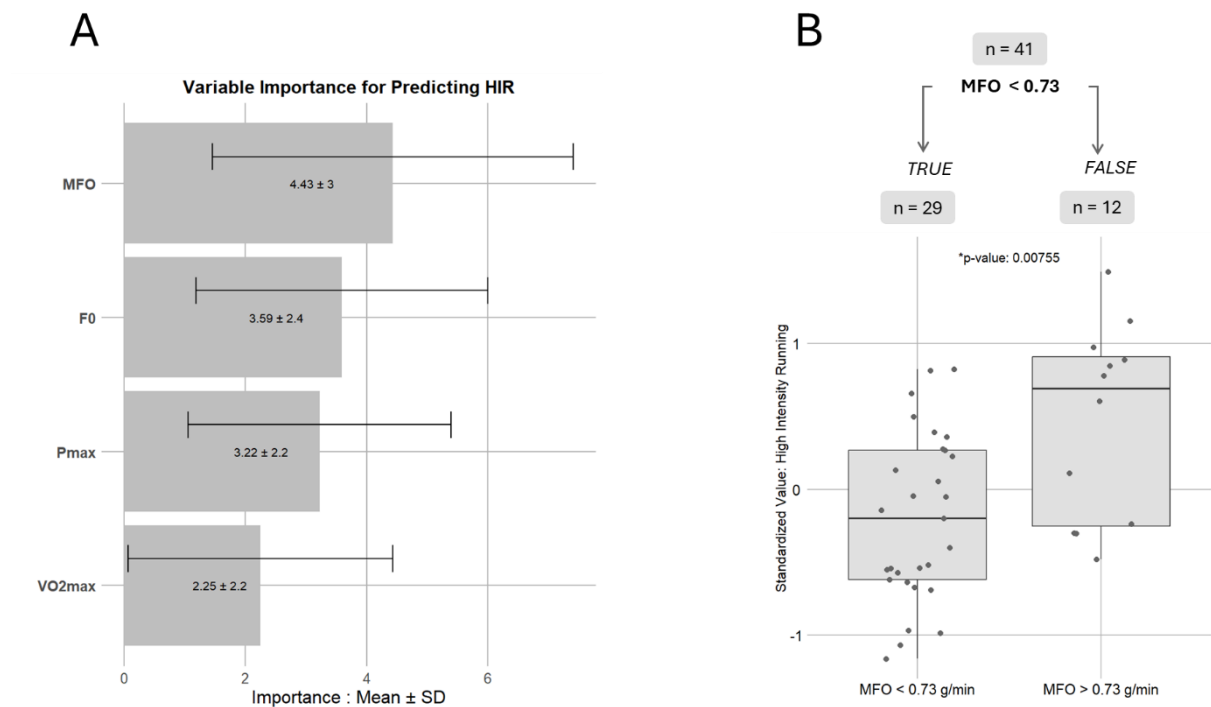 A
Variable Importance for Predicting HIR
MFO
4.43 ± 3
F0
3.59 ± 2.4
Pmax
3.22 ± 2.2
VO2max
2.25 ± 2.2
0 2 4 6
Importance : Mean ± SD
B
n = 41
MFO < 0.73
TRUE FALSE
n = 29 n = 12
*p-value: 0.00755
Standardized Value: High Intensity Running
1
0
-1
MFO < 0.73 g/min MFO > 0.73 g/min